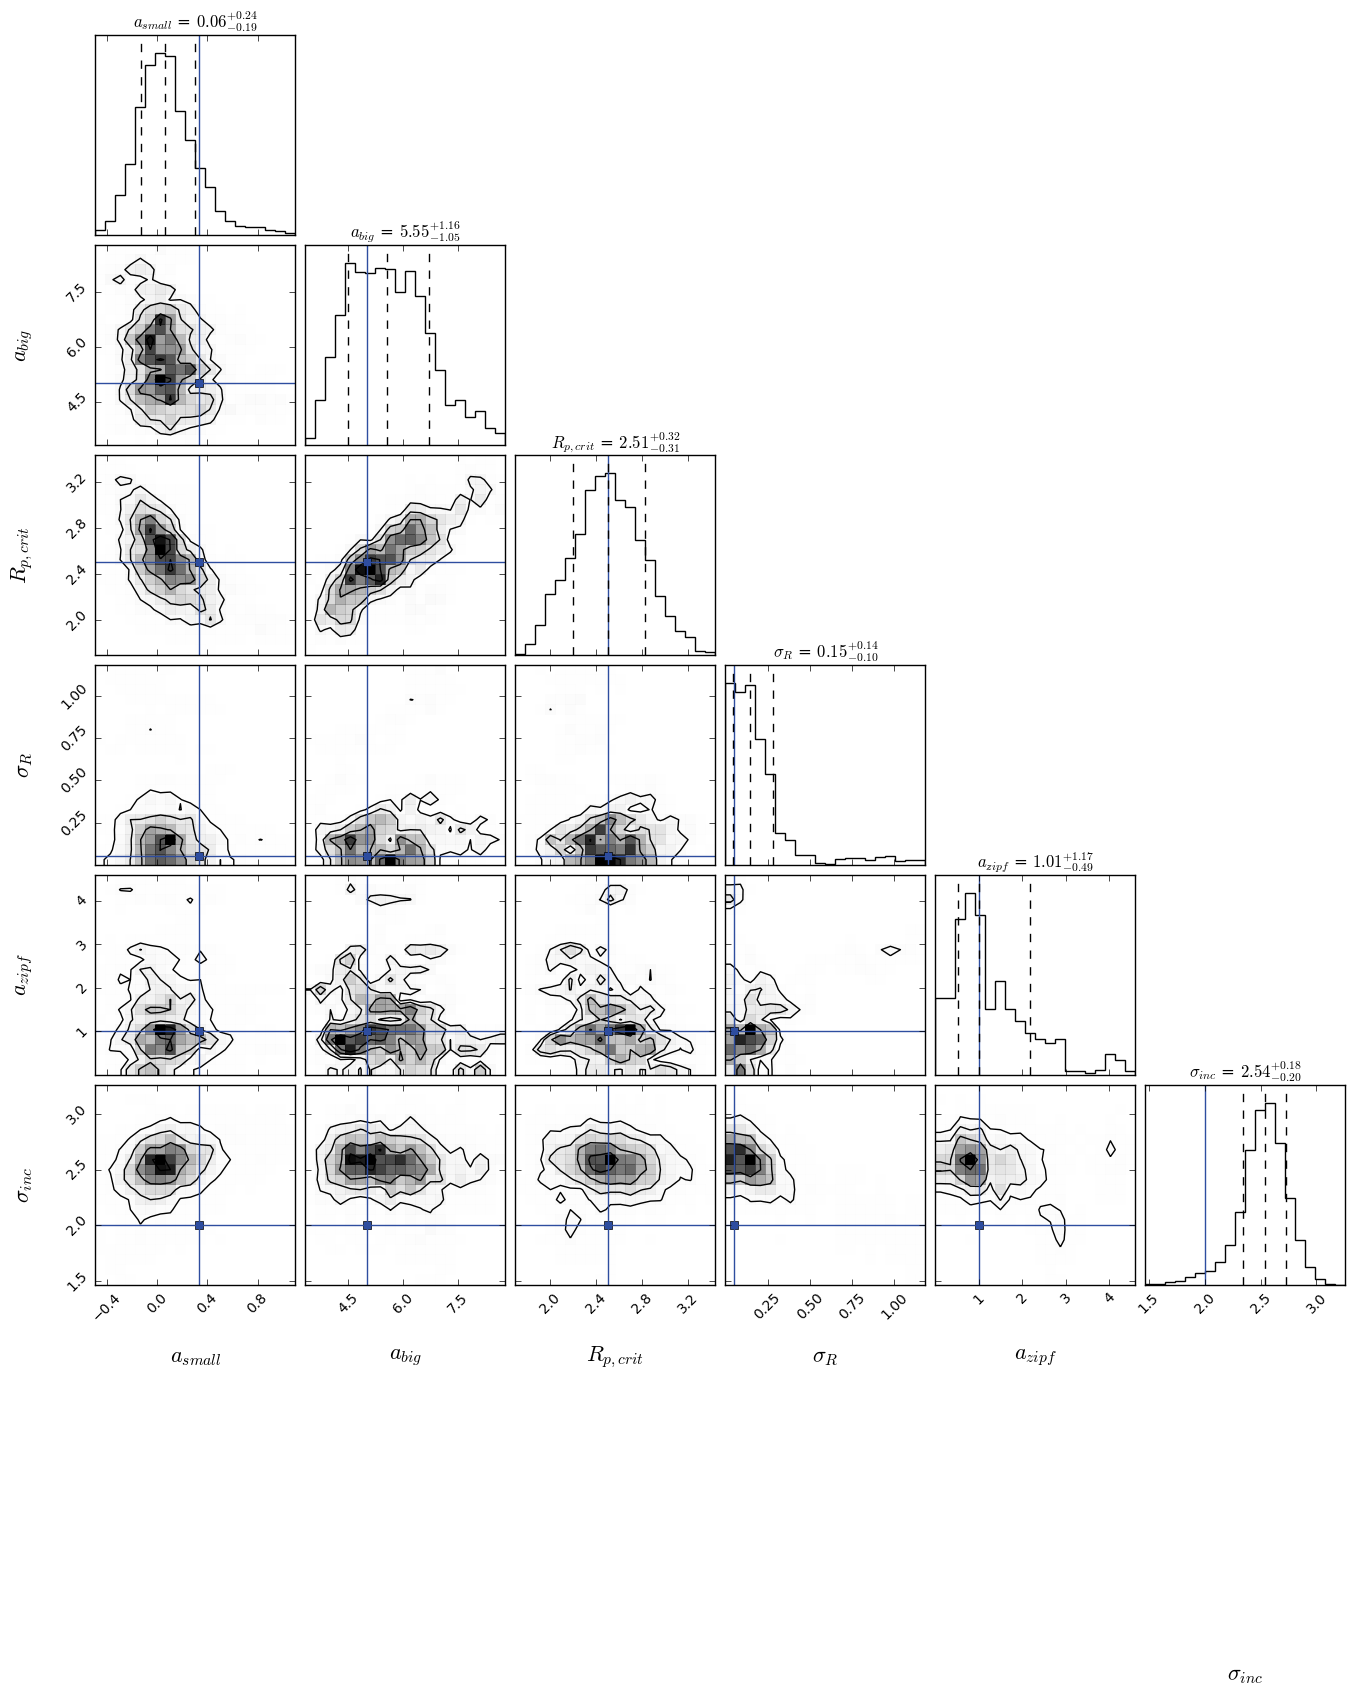 a_small = 0.06^{+0.24}_{-0.19}
a_big = 5.55^{+1.16}_{-1.05}
a_big
7.5
6.0
4.5
R_{p,crit} = 2.51^{+0.32}_{-0.31}
R_{p,crit}
3.2
2.8
2.4
2.0
σ_R = 0.15^{+0.14}_{-0.10}
σ_R
1.00
0.75
0.50
0.25
a_zipf = 1.01^{+1.17}_{-0.49}
a_zipf
4
3
2
1
σ_inc = 2.54^{+0.18}_{-0.20}
σ_inc
3.0
2.5
2.0
1.5
−0.4 0.0 0.4 0.8 4.5 6.0 7.5 2.0 2.4 2.8 3.2 0.25 0.50 0.75 1.00 1 2 3 4 1.5 2.0 2.5 3.0
a_small a_big R_{p,crit} σ_R a_zipf
σ_inc